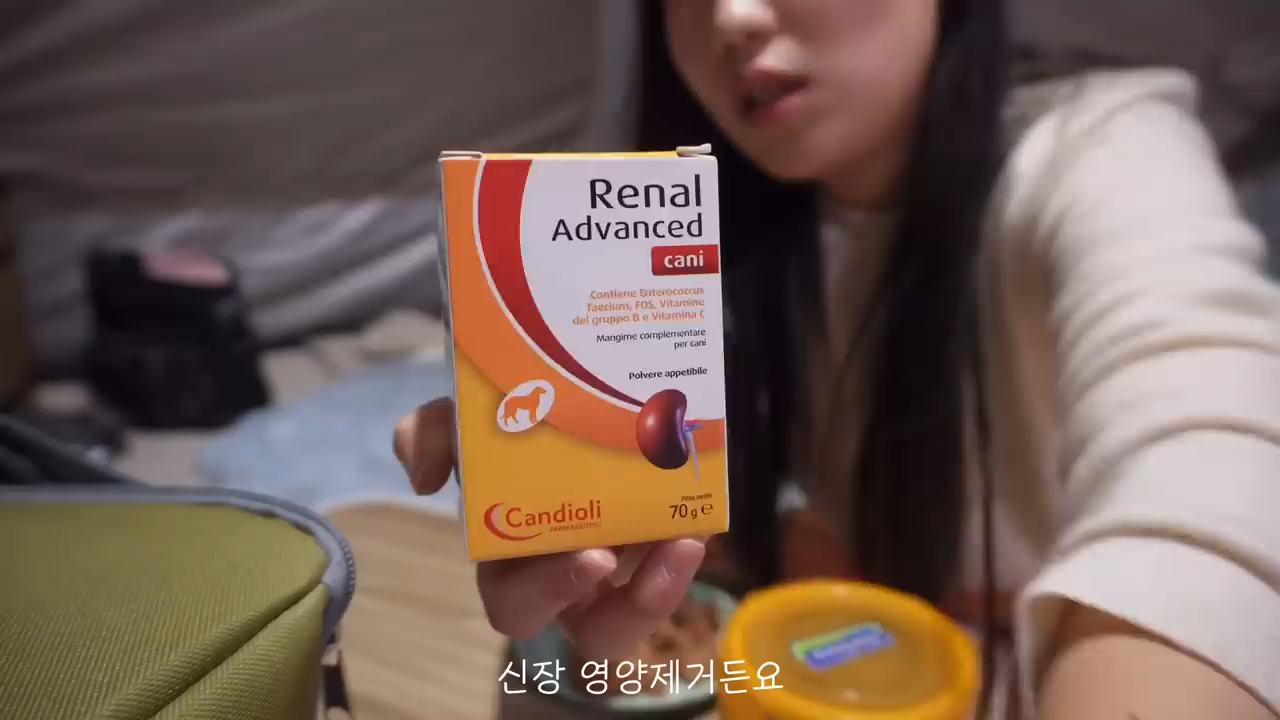 Renal
Advanced
cani
Contiene Enterococcus
faecium, FOS, Vitamine
del gruppo B e Vitamina C
Mangime complementare
per cani
Polvere appetibile
Candioli
FARMACEUTICI
Peso netto
70 g e
신장 영양제거든요